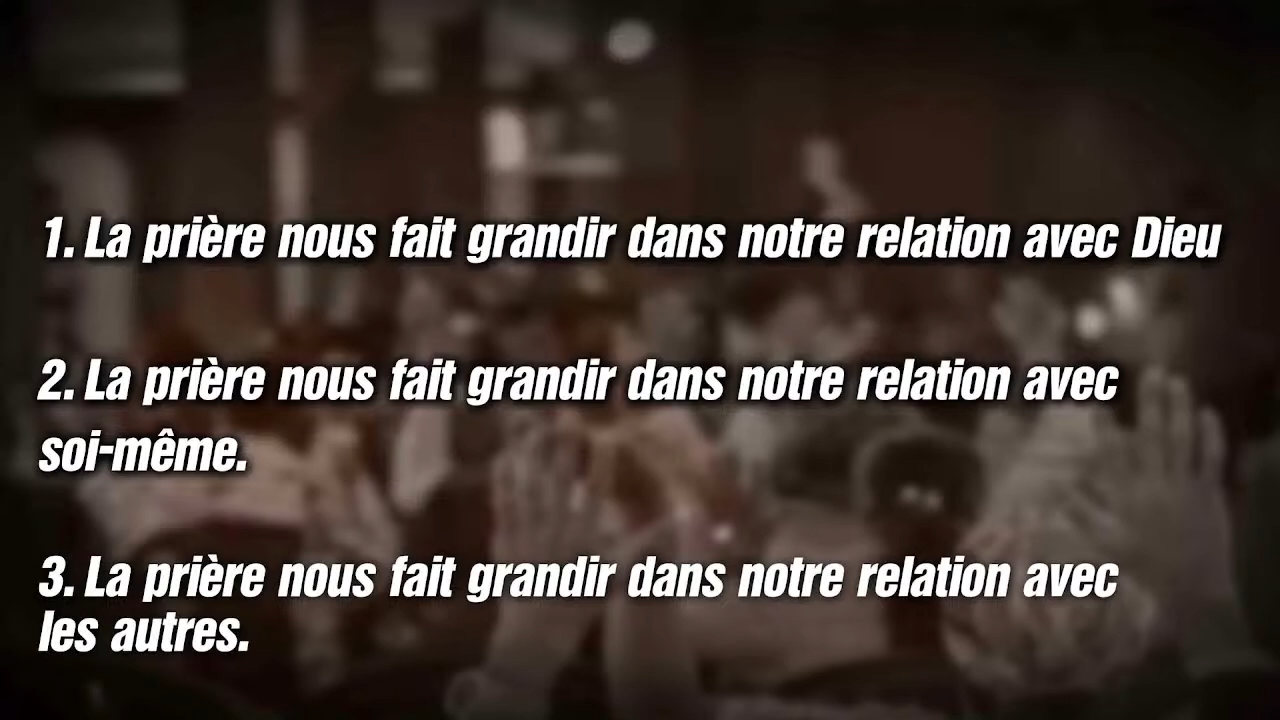 1. La prière nous fait grandir dans notre relation avec Dieu
2. La prière nous fait grandir dans notre relation avec
soi-même.
3. La prière nous fait grandir dans notre relation avec
les autres.